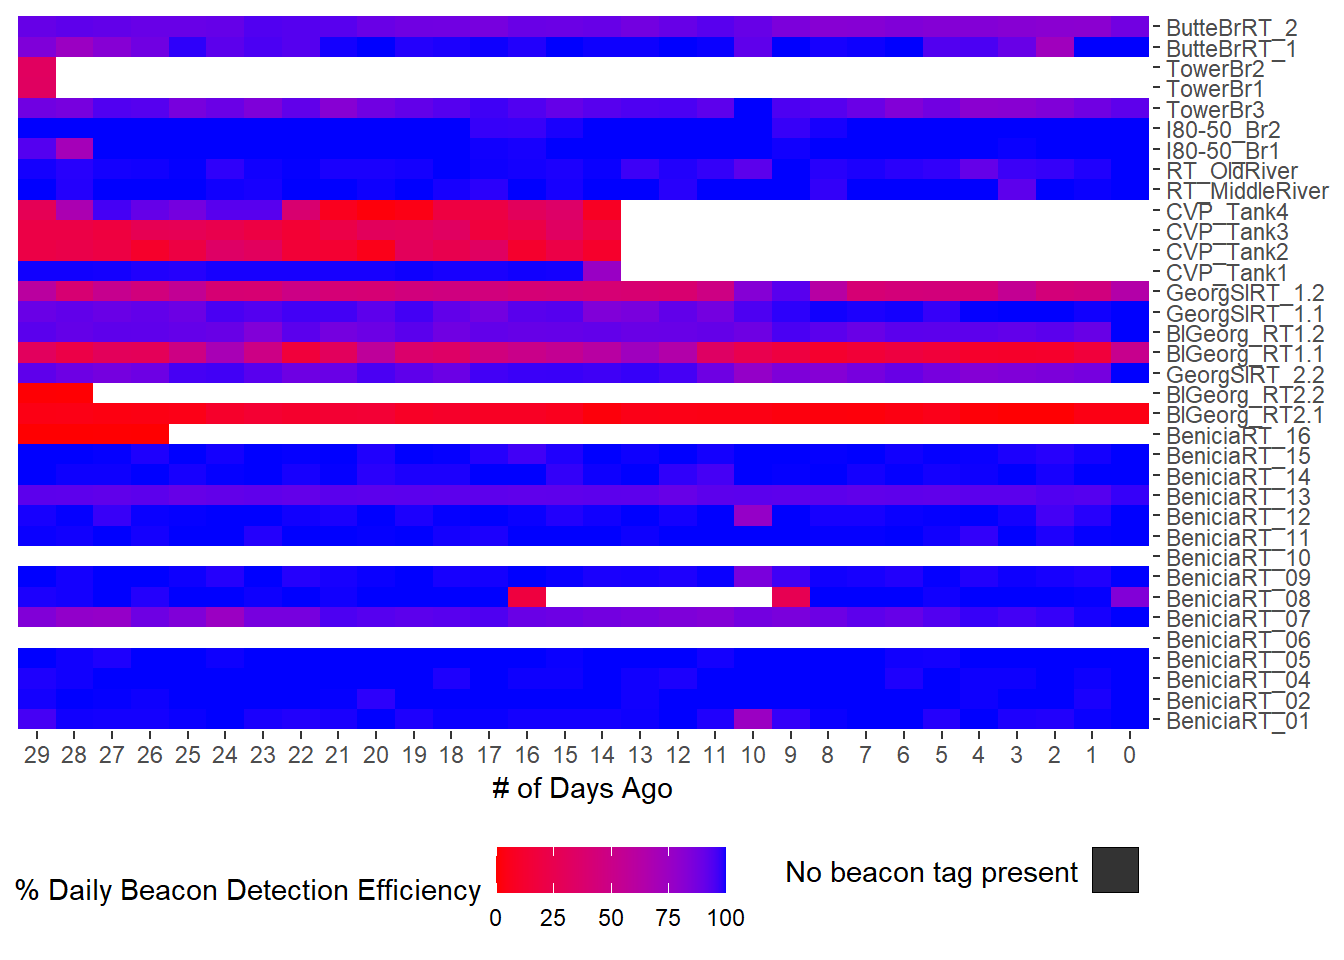 ButteBrRT_2
ButteBrRT_1
TowerBr2
TowerBr1
TowerBr3
I80-50_Br2
I80-50_Br1
RT_OldRiver
RT_MiddleRiver
CVP_Tank4
CVP_Tank3
CVP_Tank2
CVP_Tank1
GeorgSlRT_1.2
GeorgSlRT_1.1
BlGeorg_RT1.2
BlGeorg_RT1.1
GeorgSlRT_2.2
BlGeorg_RT2.2
BlGeorg_RT2.1
BeniciaRT_16
BeniciaRT_15
BeniciaRT_14
BeniciaRT_13
BeniciaRT_12
BeniciaRT_11
BeniciaRT_10
BeniciaRT_09
BeniciaRT_08
BeniciaRT_07
BeniciaRT_06
BeniciaRT_05
BeniciaRT_04
BeniciaRT_02
BeniciaRT_01
29 28 27 26 25 24 23 22 21 20 19 18 17 16 15 14 13 12 11 10 9 8 7 6 5 4 3 2 1 0
# of Days Ago
% Daily Beacon Detection Efficiency
0 25 50 75 100
No beacon tag present